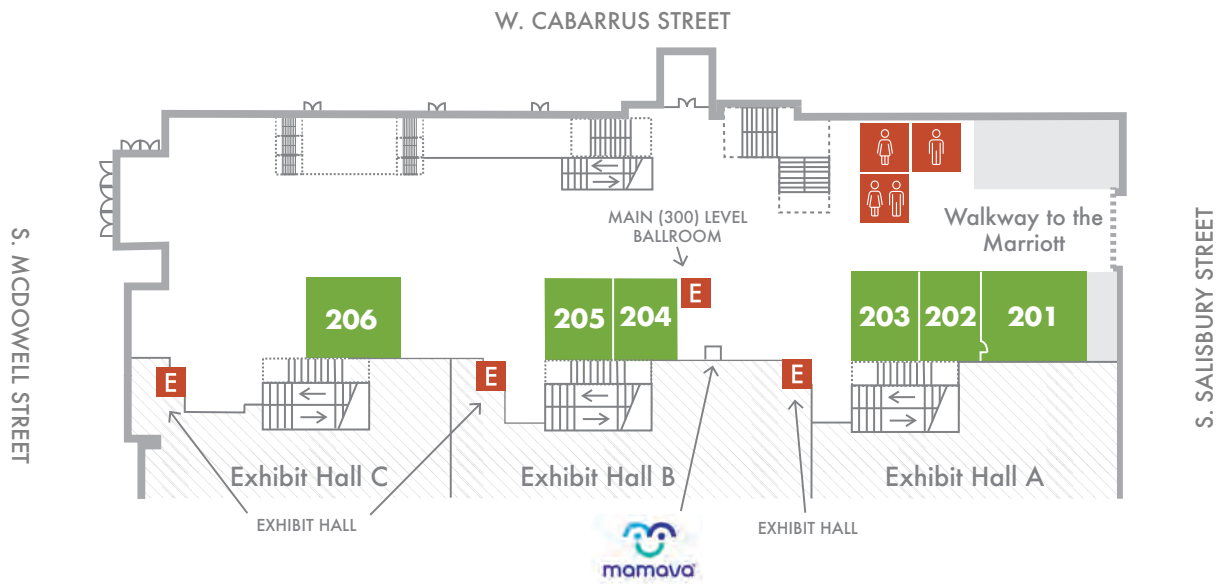 W. CABARRUS STREET
MAIN (300) LEVEL
BALLROOM
Walkway to the
Marriott
S. MCDOWELL STREET
S. SALISBURY STREET
E
206
205
204
203
202
201
E
E
E
Exhibit Hall C
Exhibit Hall B
Exhibit Hall A
EXHIBIT HALL
EXHIBIT HALL
mamava